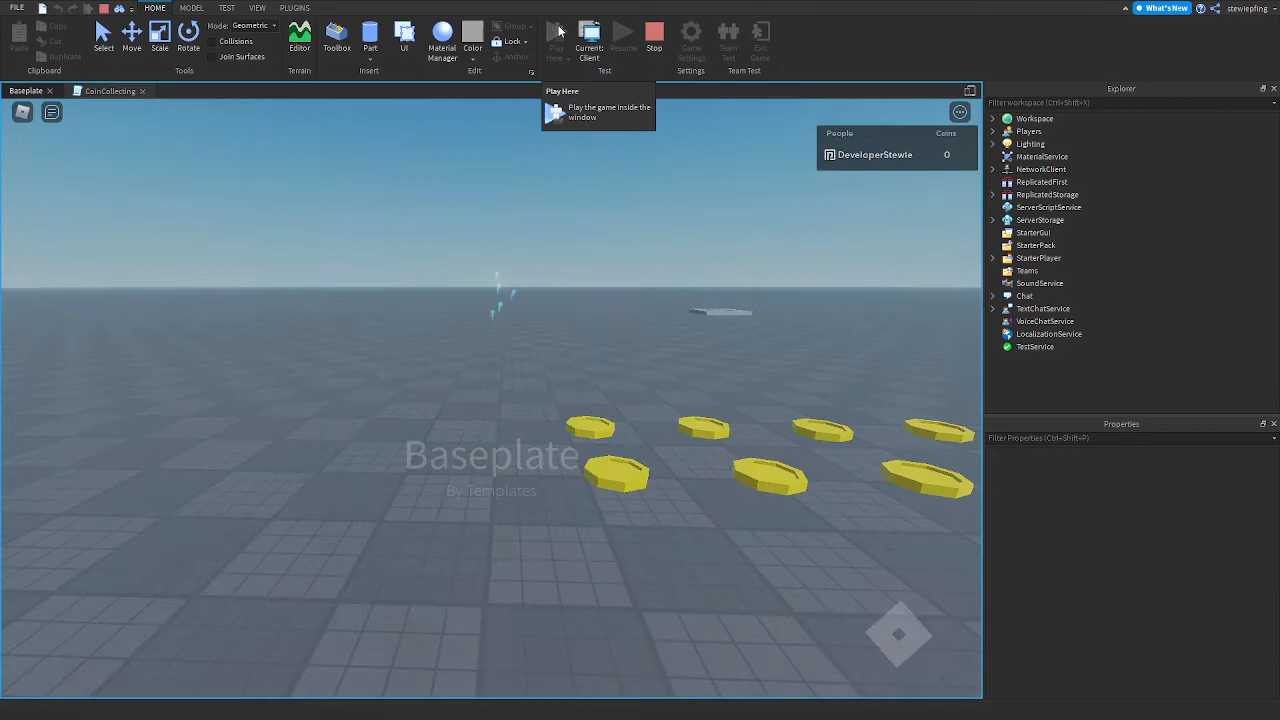 FILE HOME MODEL TEST VIEW PLUGINS What's New stewiepfing
Paste Copy Cut Duplicate Clipboard
Select Move Scale Rotate Mode: Geometric Collisions Join Surfaces Tools
Editor Terrain
Toolbox Part UI Insert
Material Manager Color Group Lock Anchor Edit
Play Here Current: Client Resume Stop Test
Game Settings Settings
Team Test Exit Game Team Test
Baseplate CoinCollecting
Play Here
Play the game inside the
window
People Coins
DeveloperStewie 0
Baseplate
By Templates
Explorer
Filter workspace (Ctrl+Shift+X)
Workspace
Players
Lighting
MaterialService
NetworkClient
ReplicatedFirst
ReplicatedStorage
ServerScriptService
ServerStorage
StarterGui
StarterPack
StarterPlayer
Teams
SoundService
Chat
TextChatService
VoiceChatService
LocalizationService
TestService
Properties
Filter Properties (Ctrl+Shift+P)